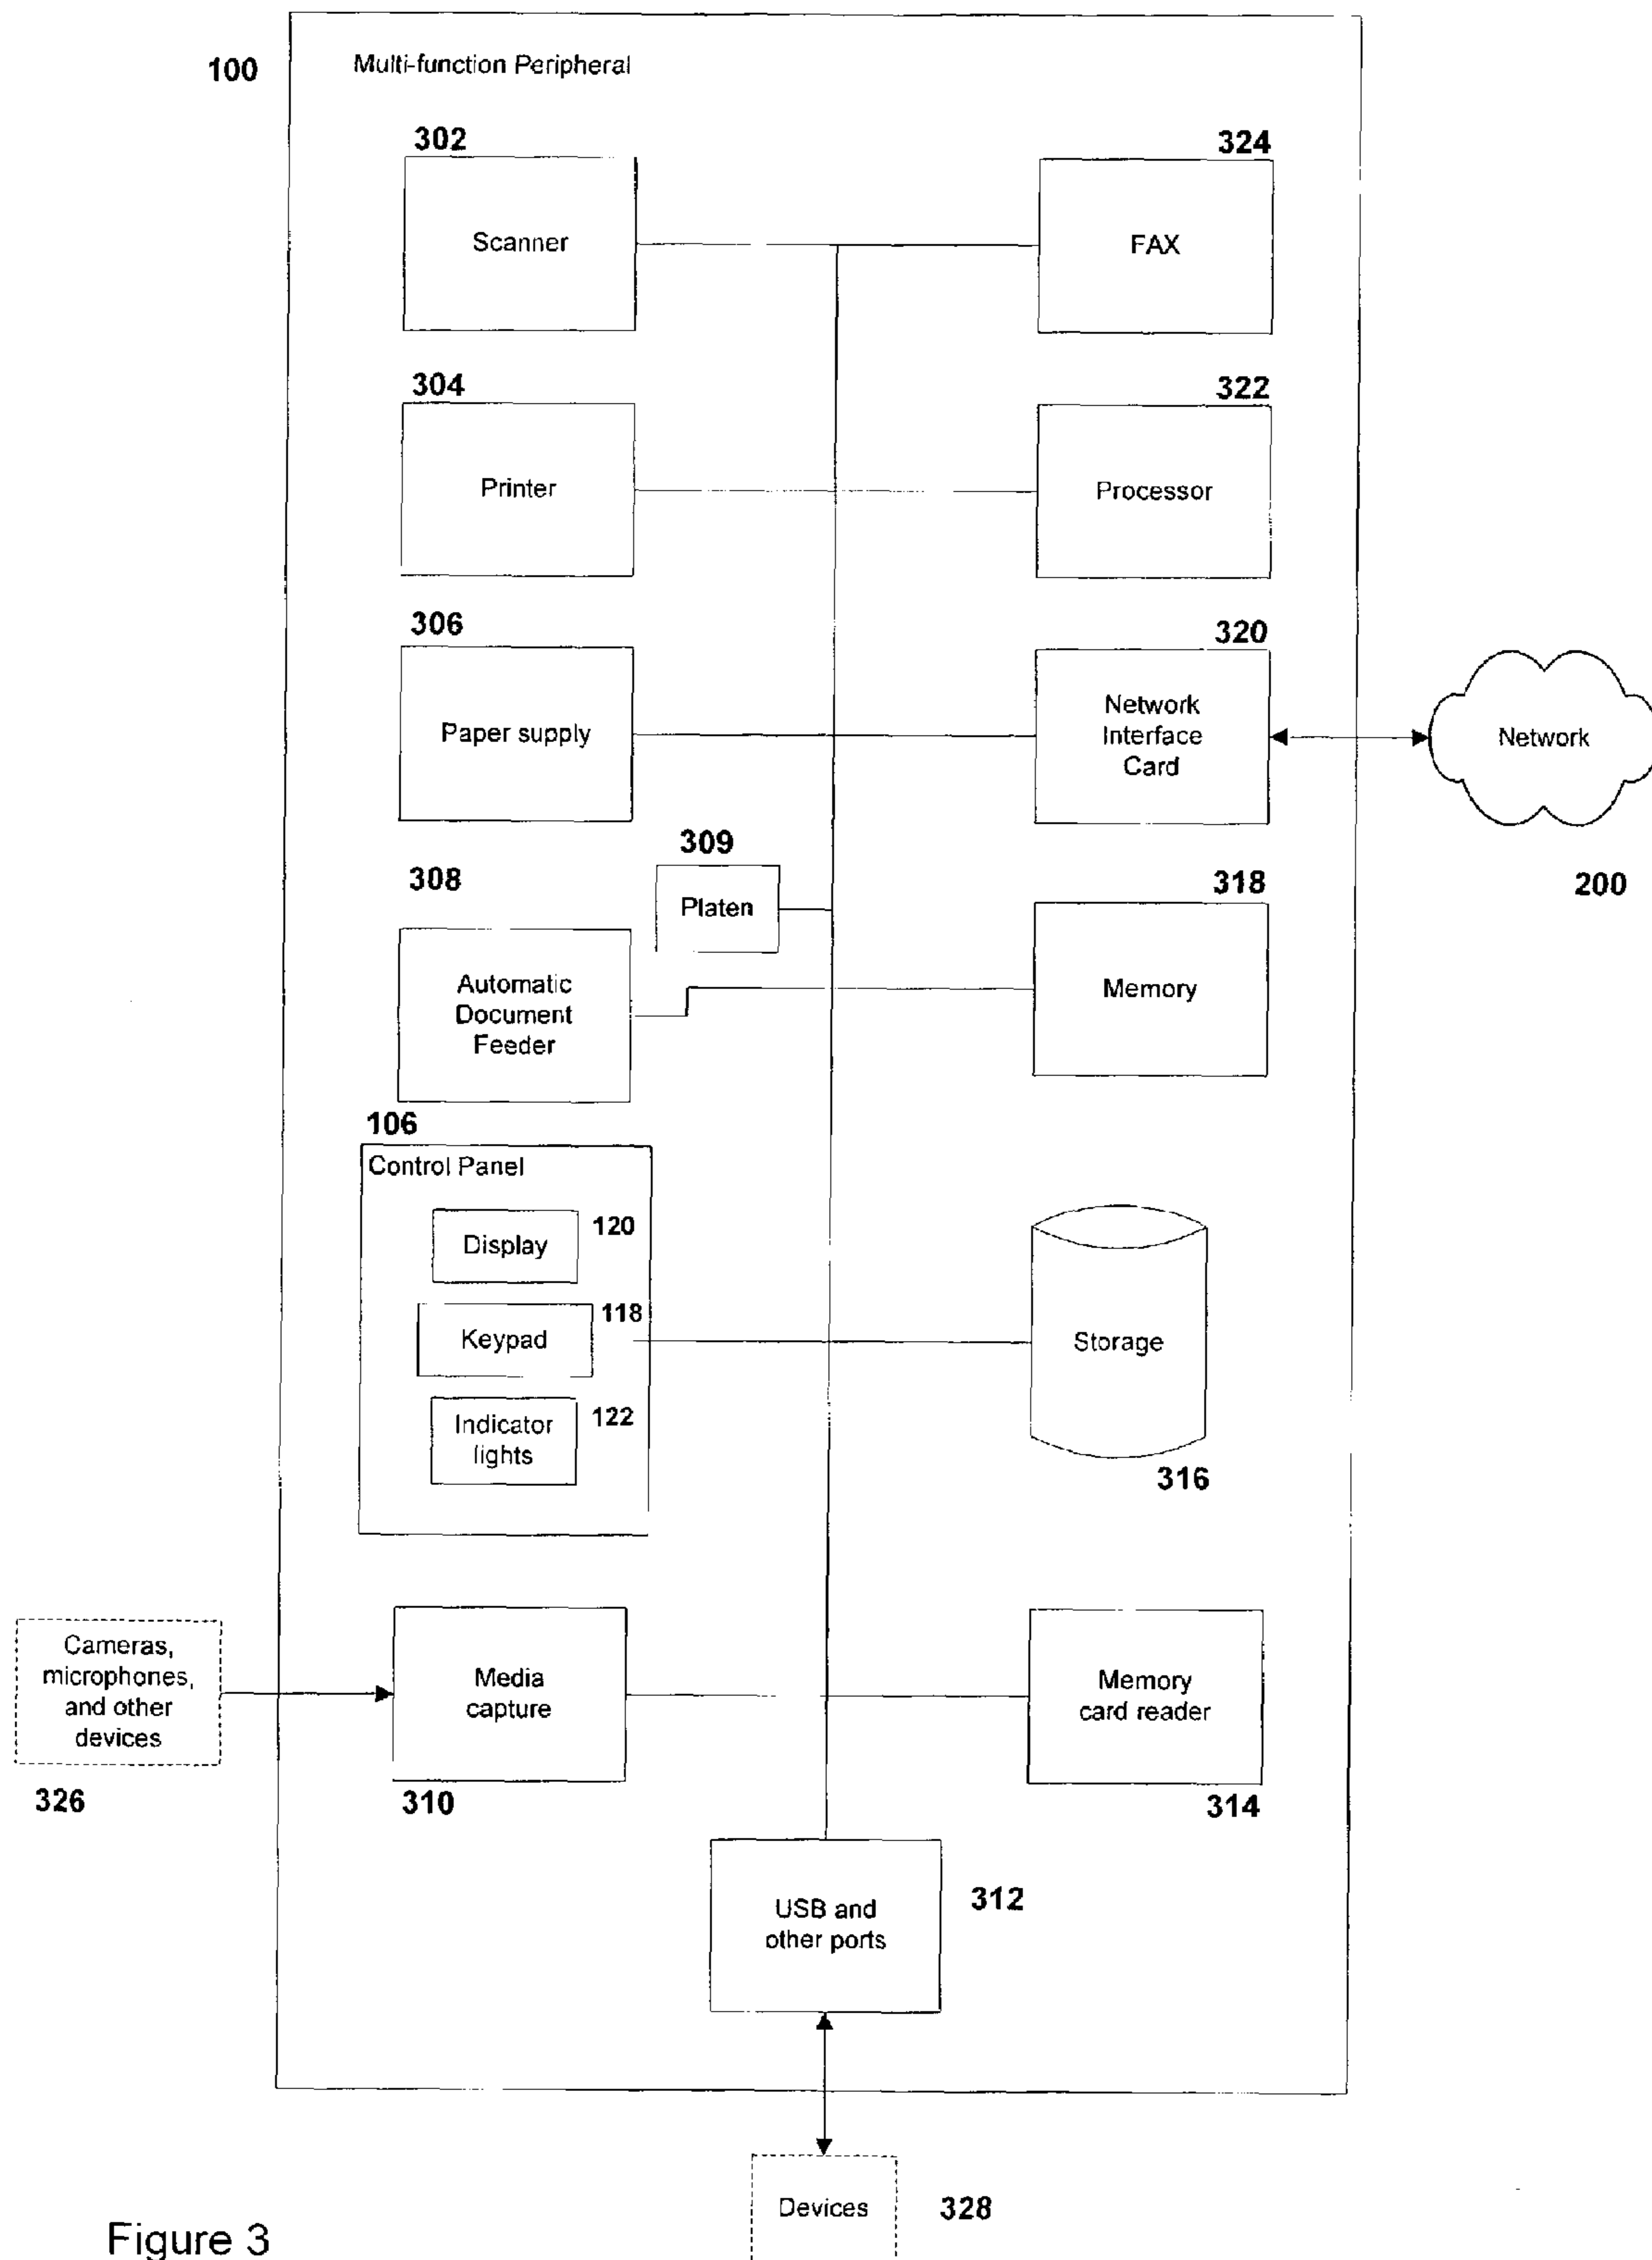 100
Multi-function Peripheral
302
Scanner
324
FAX
304
Printer
322
Processor
306
Paper supply
320
Network
Interface
Card
Network
200
309
Platen
308
Automatic
Document
Feeder
318
Memory
106
Control Panel
120
Display
118
Keypad
122
Indicator
lights
Storage
316
Cameras,
microphones,
and other
devices
326
Media
capture
310
Memory
card reader
314
USB and
other ports
312
Devices
328
Figure 3